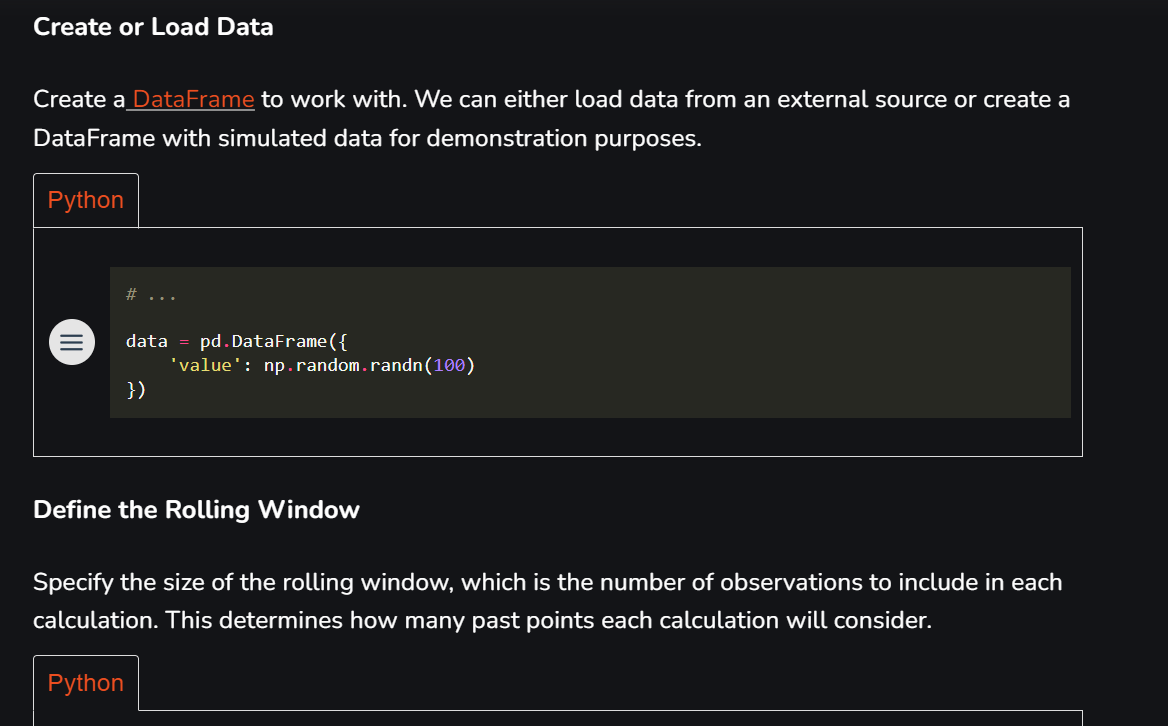 Create or Load Data
Create a DataFrame to work with. We can either load data from an external source or create a
DataFrame with simulated data for demonstration purposes.
Python
# ...
data = pd.DataFrame({
    'value': np.random.randn(100)
})
Define the Rolling Window
Specify the size of the rolling window, which is the number of observations to include in each
calculation. This determines how many past points each calculation will consider.
Python